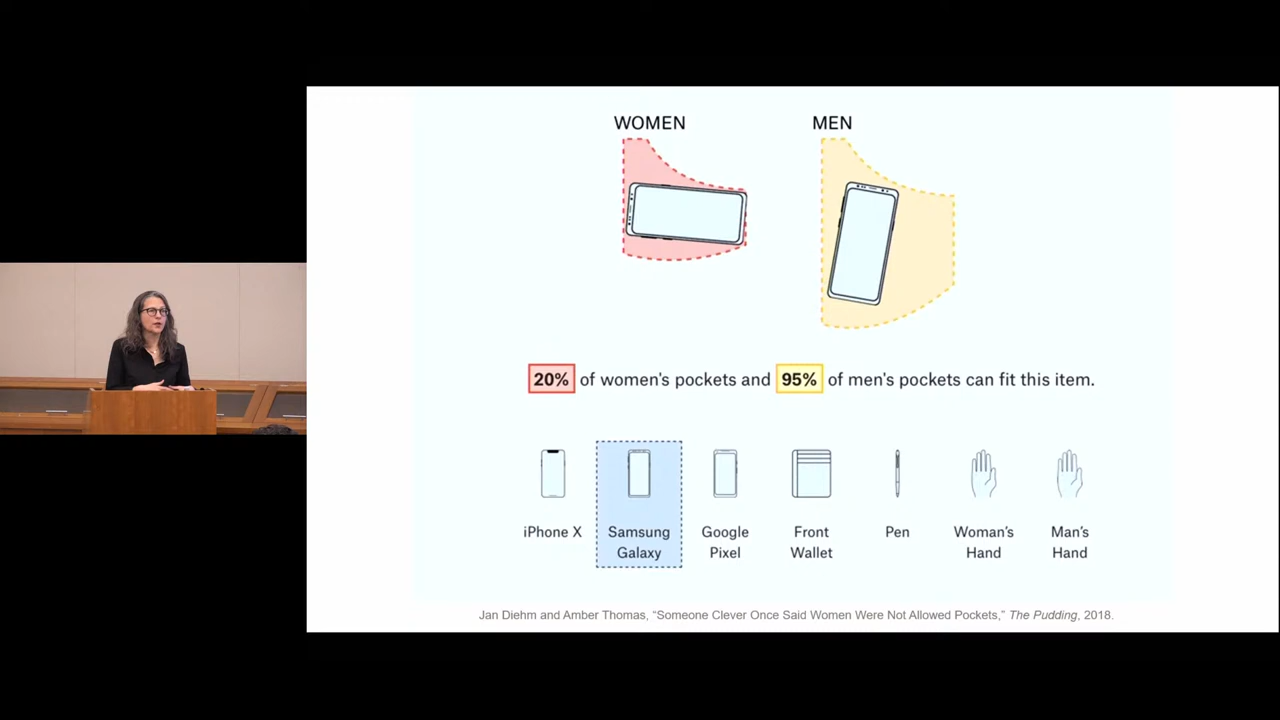 WOMEN
MEN
20% of women's pockets and 95% of men's pockets can fit this item.
iPhone X
Samsung
Galaxy
Google
Pixel
Front
Wallet
Pen
Woman's
Hand
Man's
Hand
Jan Diehm and Amber Thomas, “Someone Clever Once Said Women Were Not Allowed Pockets,” The Pudding, 2018.